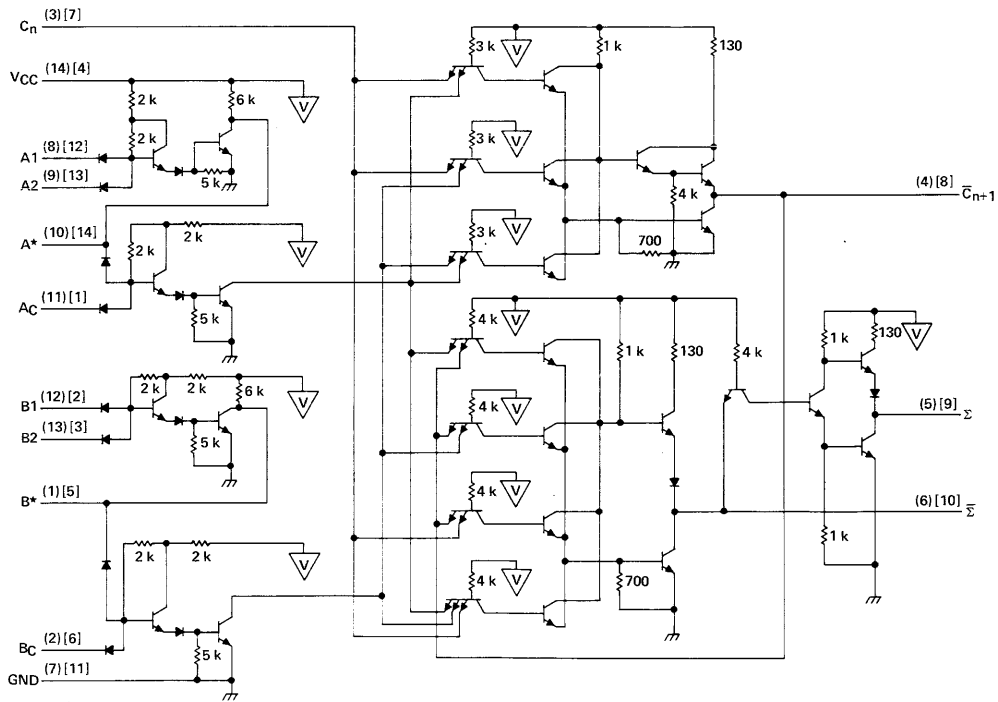 (3)[7]
Cn
3 k
V
1 k
130
(14)[4]
VCC
2 k
6 k
V
2 k
(8)[12]
A1
(9)[13]
A2
5 k
3 k
V
4 k
(4)[8]
C̅n+1
(10)[14]
A*
2 k
2 k
V
3 k
V
700
(11)[1]
AC
5 k
4 k
V
1 k
130
4 k
1 k
130
V
(12)[2]
B1
2 k
2 k
6 k
V
(13)[3]
B2
5 k
4 k
V
(5)[9]
Σ
(1)[5]
B*
4 k
V
(6)[10]
Σ̅
2 k
2 k
V
1 k
4 k
V
700
(2)[6]
BC
5 k
(7)[11]
GND